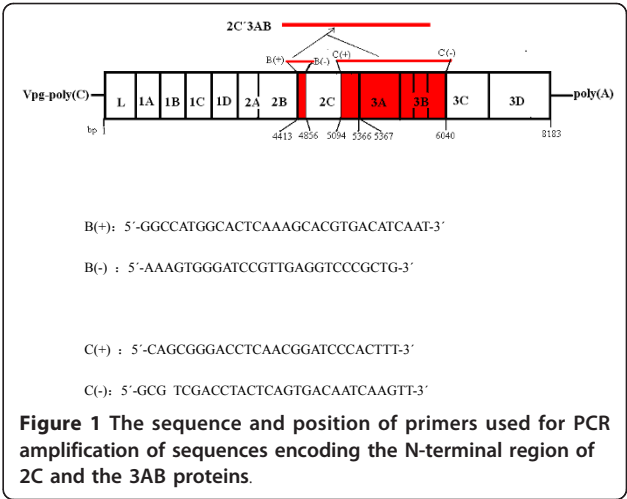 2C´3AB
B(+) B(-) C(+) C(-)
Vpg-poly(C) L 1A 1B 1C 1D 2A 2B 2C 3A 3B 3C 3D poly(A)
bp 1 4413 4856 5094 5366 5367 6040 8183
B(+): 5´-GGCCATGGCACTCAAAGCACGTGACATCAAT-3´
B(-) : 5´-AAAGTGGGATCCGTTGAGGTCCCGCTG-3´
C(+) : 5´-CAGCGGGACCTCAACGGATCCCACTTT-3´
C(-): 5´-GCG TCGACCTACTCAGTGACAATCAAGTT-3´
Figure 1 The sequence and position of primers used for PCR
amplification of sequences encoding the N-terminal region of
2C and the 3AB proteins.